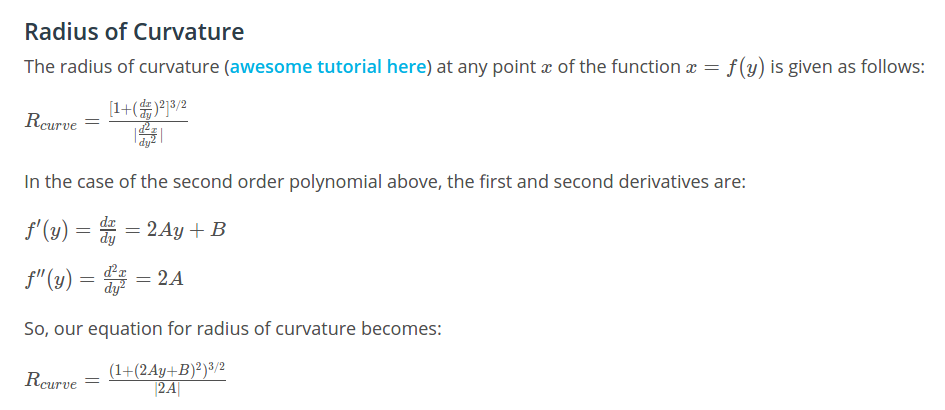 Radius of Curvature
The radius of curvature (awesome tutorial here) at any point x of the function x = f(y) is given as follows:
R_{curve} = \frac{[1+(\frac{dx}{dy})^2]^{3/2}}{|\frac{d^2x}{dy^2}|}
In the case of the second order polynomial above, the first and second derivatives are:
f'(y) = \frac{dx}{dy} = 2Ay + B
f''(y) = \frac{d^2x}{dy^2} = 2A
So, our equation for radius of curvature becomes:
R_{curve} = \frac{(1+(2Ay+B)^2)^{3/2}}{|2A|}